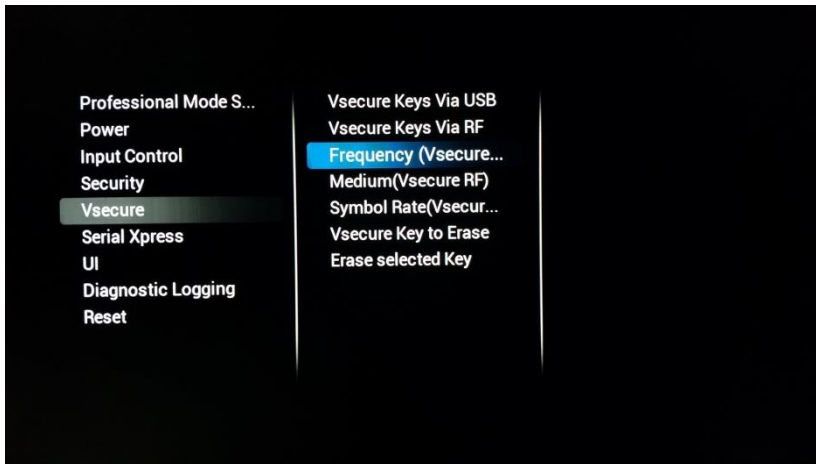 Professional Mode S...
Power
Input Control
Security
Vsecure
Serial Xpress
UI
Diagnostic Logging
Reset
Vsecure Keys Via USB
Vsecure Keys Via RF
Frequency (Vsecure...
Medium(Vsecure RF)
Symbol Rate(Vsecur...
Vsecure Key to Erase
Erase selected Key